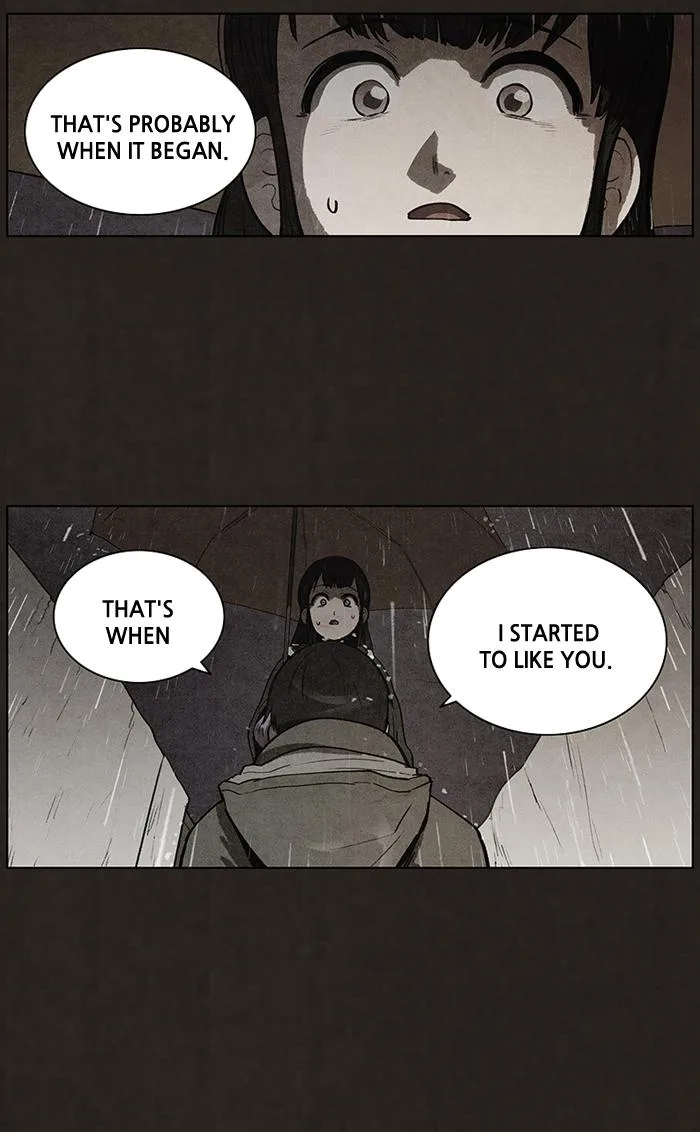 THAT'S PROBABLY
WHEN IT BEGAN.
THAT'S
WHEN
I STARTED
TO LIKE YOU.